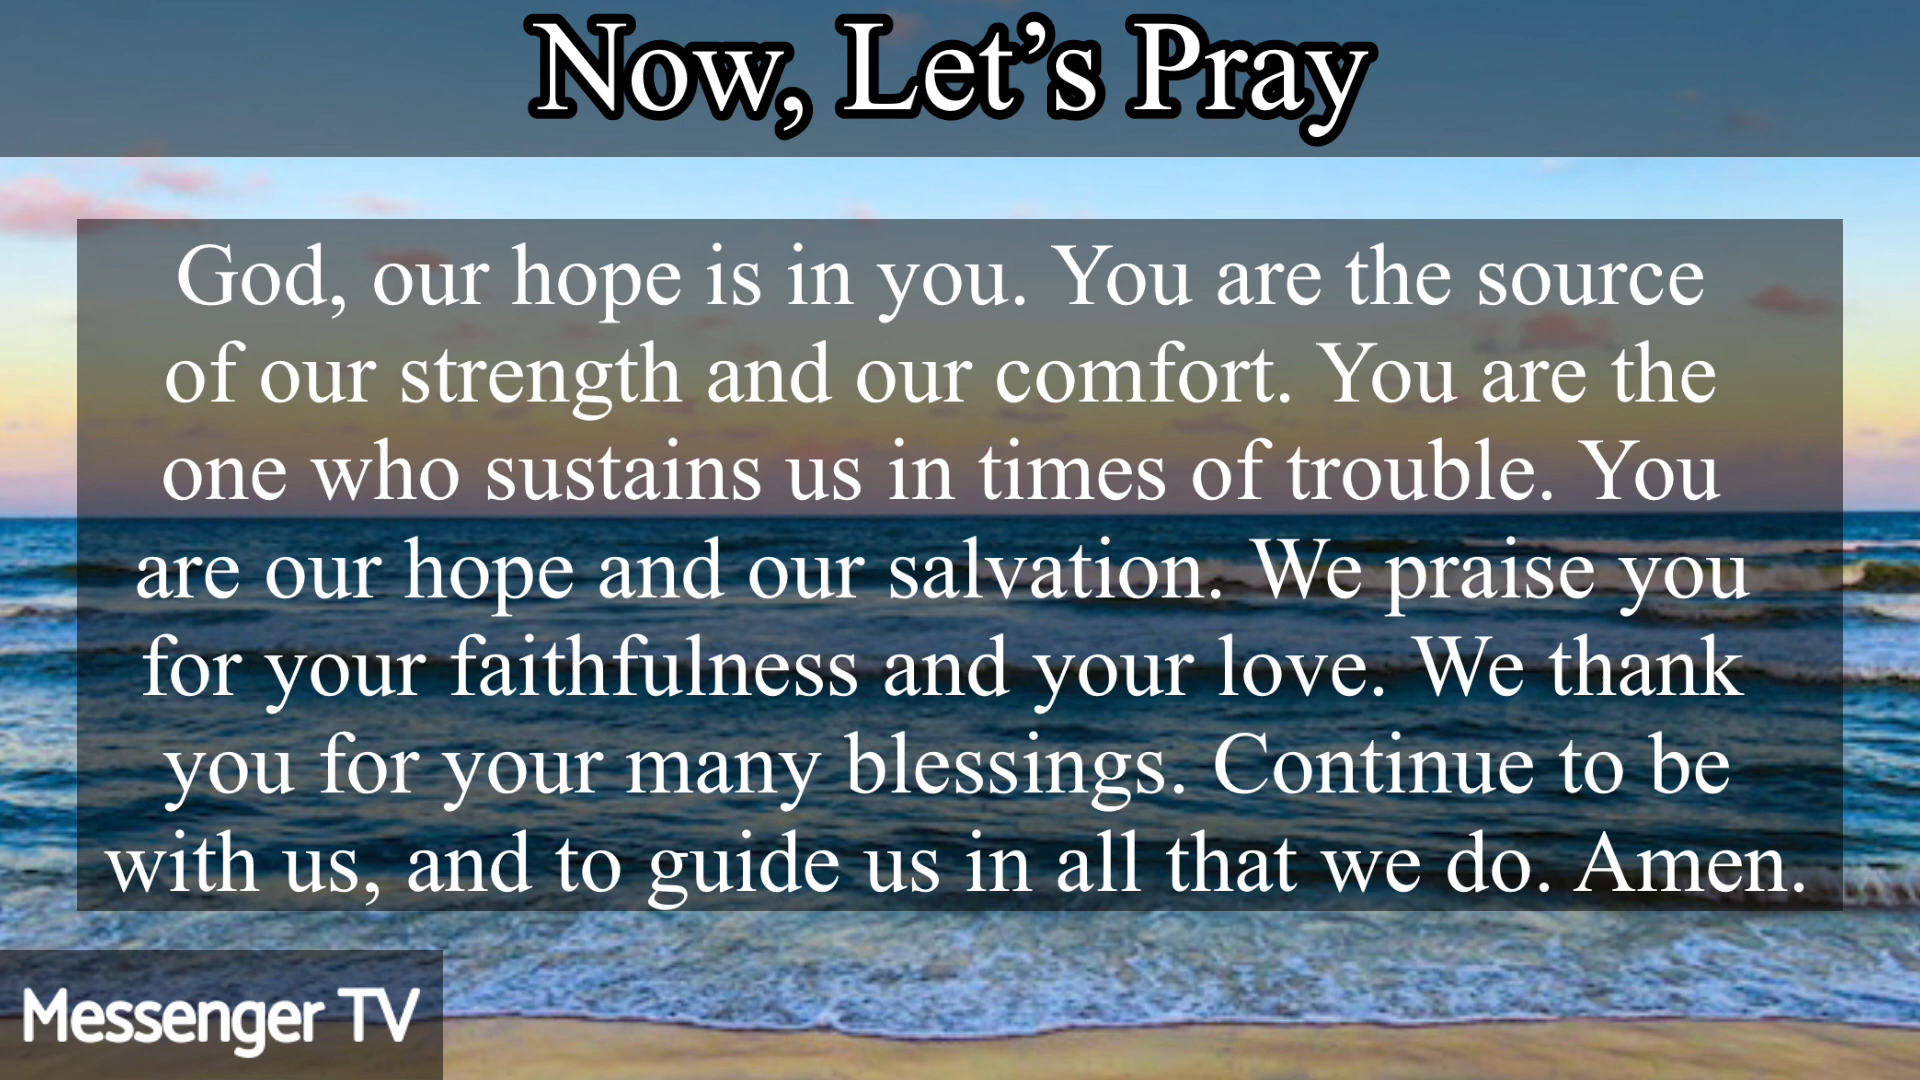 Now, Let’s Pray
God, our hope is in you. You are the source
of our strength and our comfort. You are the
one who sustains us in times of trouble. You
are our hope and our salvation. We praise you
for your faithfulness and your love. We thank
you for your many blessings. Continue to be
with us, and to guide us in all that we do. Amen.
Messenger TV